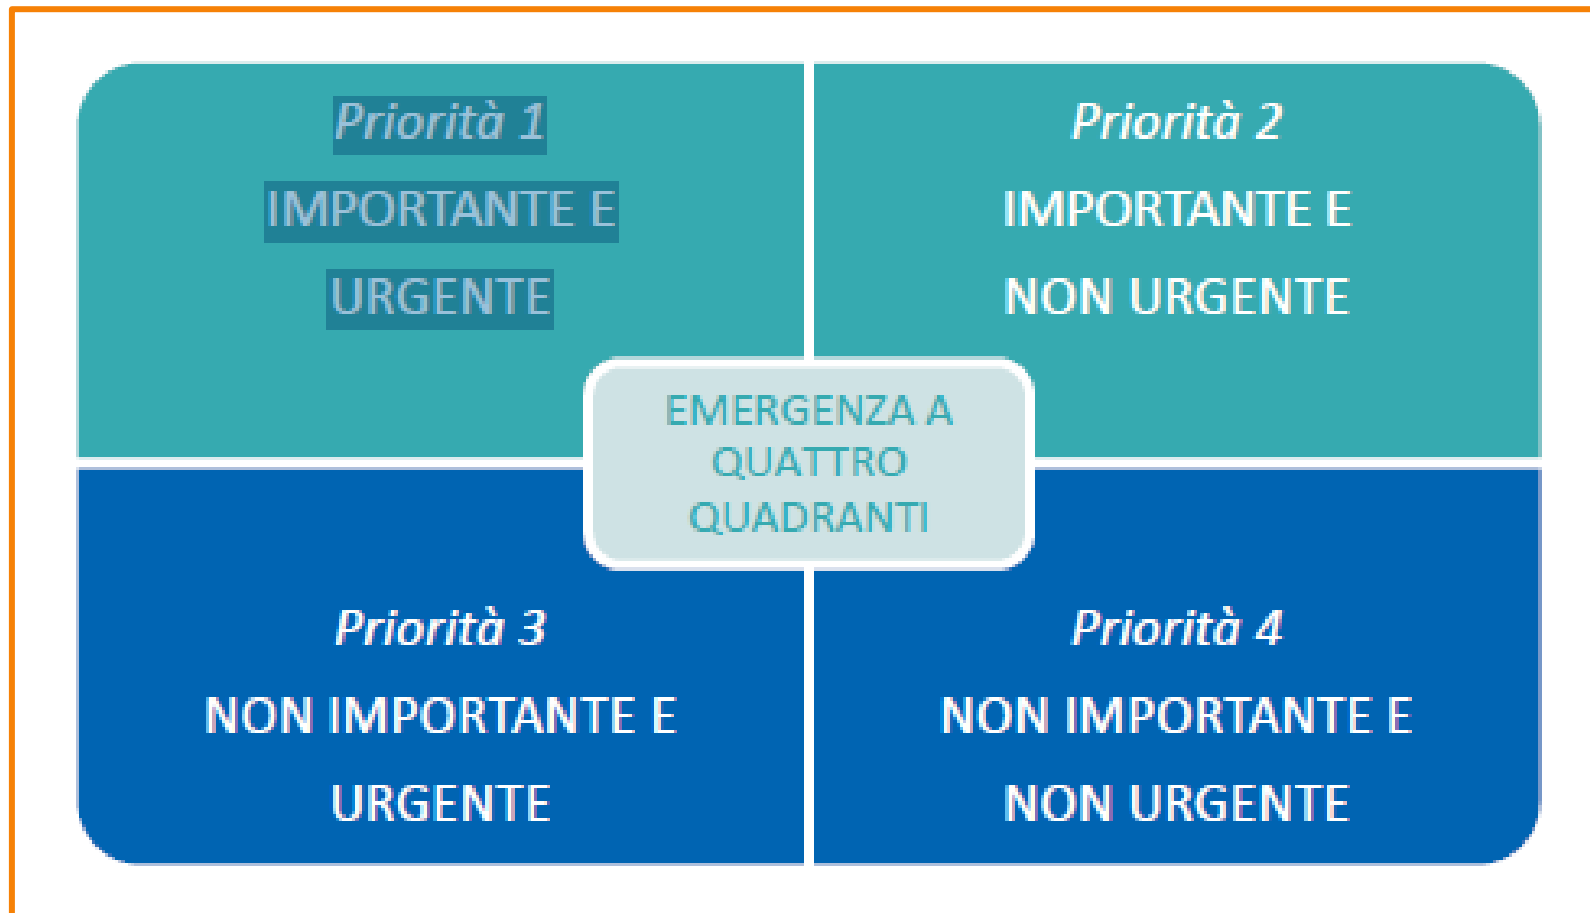 Priorità 1
IMPORTANTE E
URGENTE
Priorità 2
IMPORTANTE E
NON URGENTE
EMERGENZA A
QUATTRO
QUADRANTI
Priorità 3
NON IMPORTANTE E
URGENTE
Priorità 4
NON IMPORTANTE E
NON URGENTE